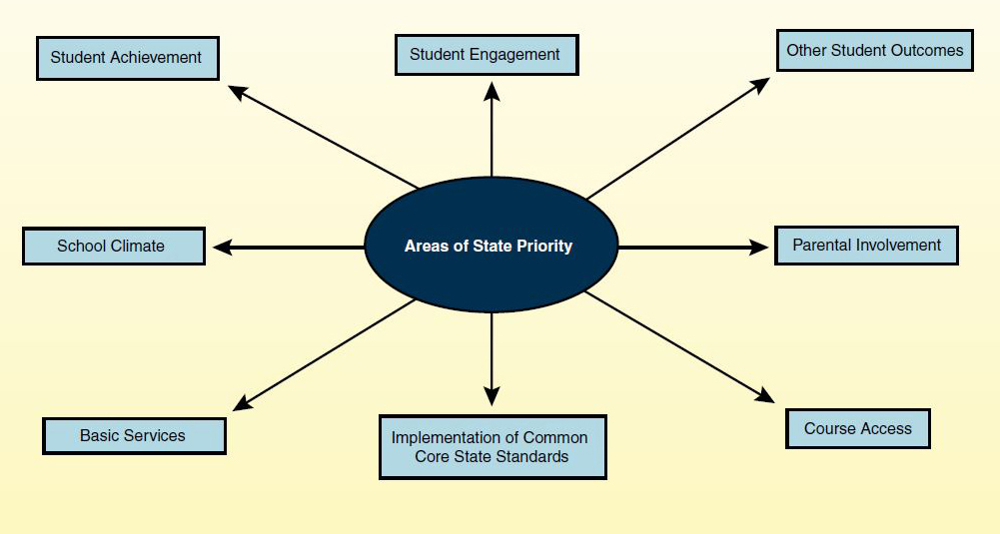 Student Achievement
Student Engagement
Other Student Outcomes
School Climate
Areas of State Priority
Parental Involvement
Basic Services
Implementation of Common
Core State Standards
Course Access